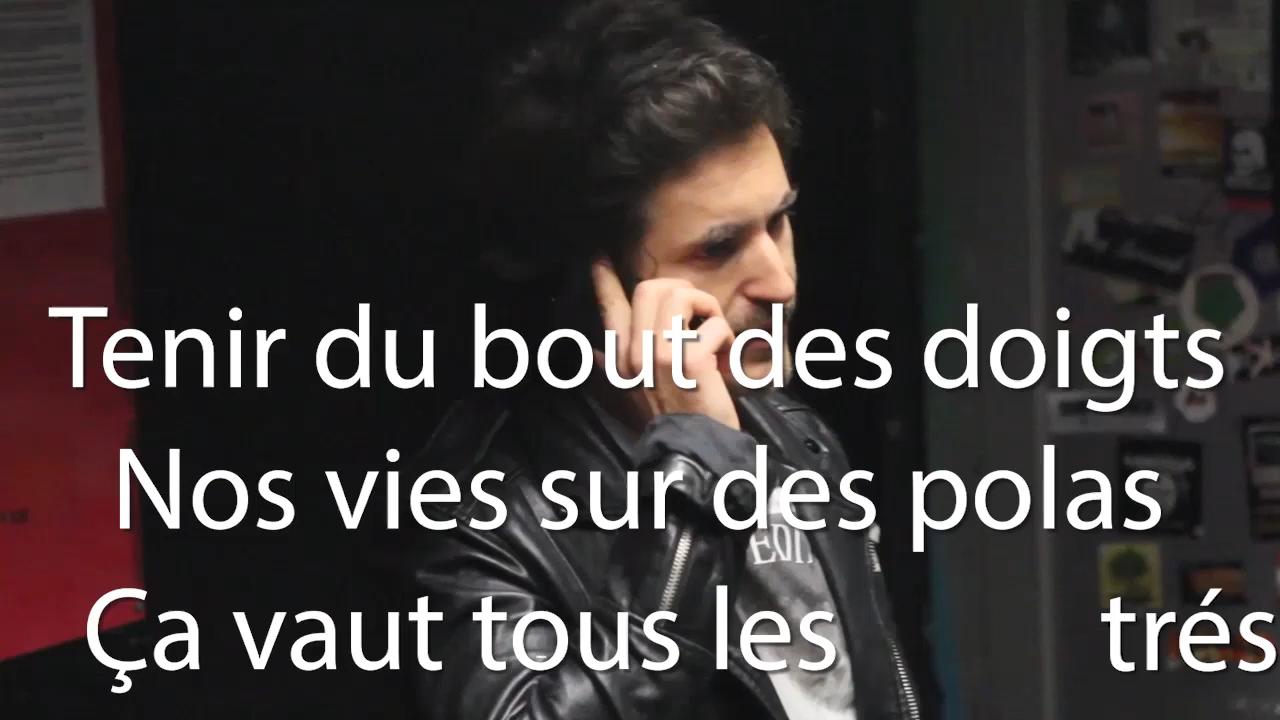 Tenir du bout des doigts
Nos vies sur des polas
Ça vaut tous les trés